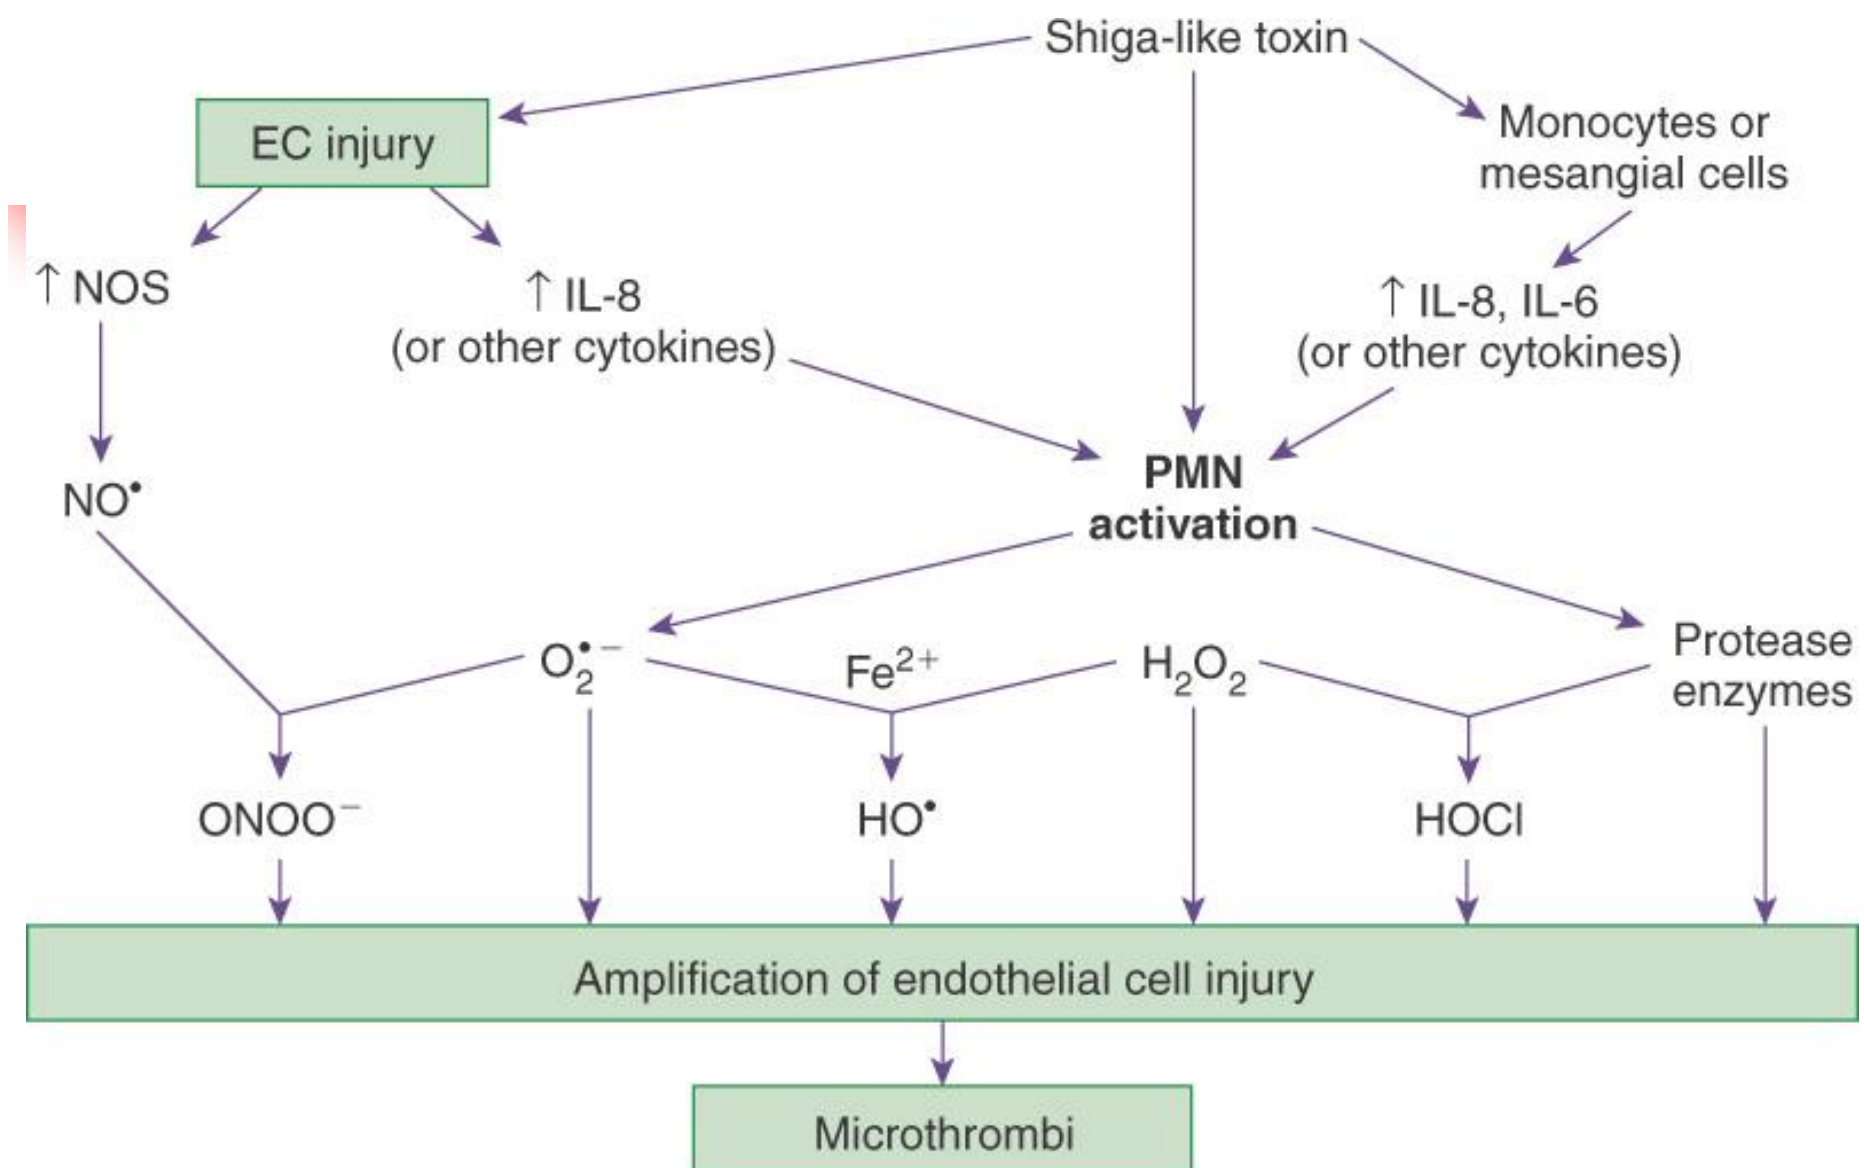 Shiga-like toxin
EC injury
Monocytes or
mesangial cells
↑ NOS
↑ IL-8
(or other cytokines)
↑ IL-8, IL-6
(or other cytokines)
NO•
PMN
activation
O₂•⁻
Fe²⁺
H₂O₂
Protease
enzymes
ONOO⁻
HO•
HOCl
Amplification of endothelial cell injury
Microthrombi